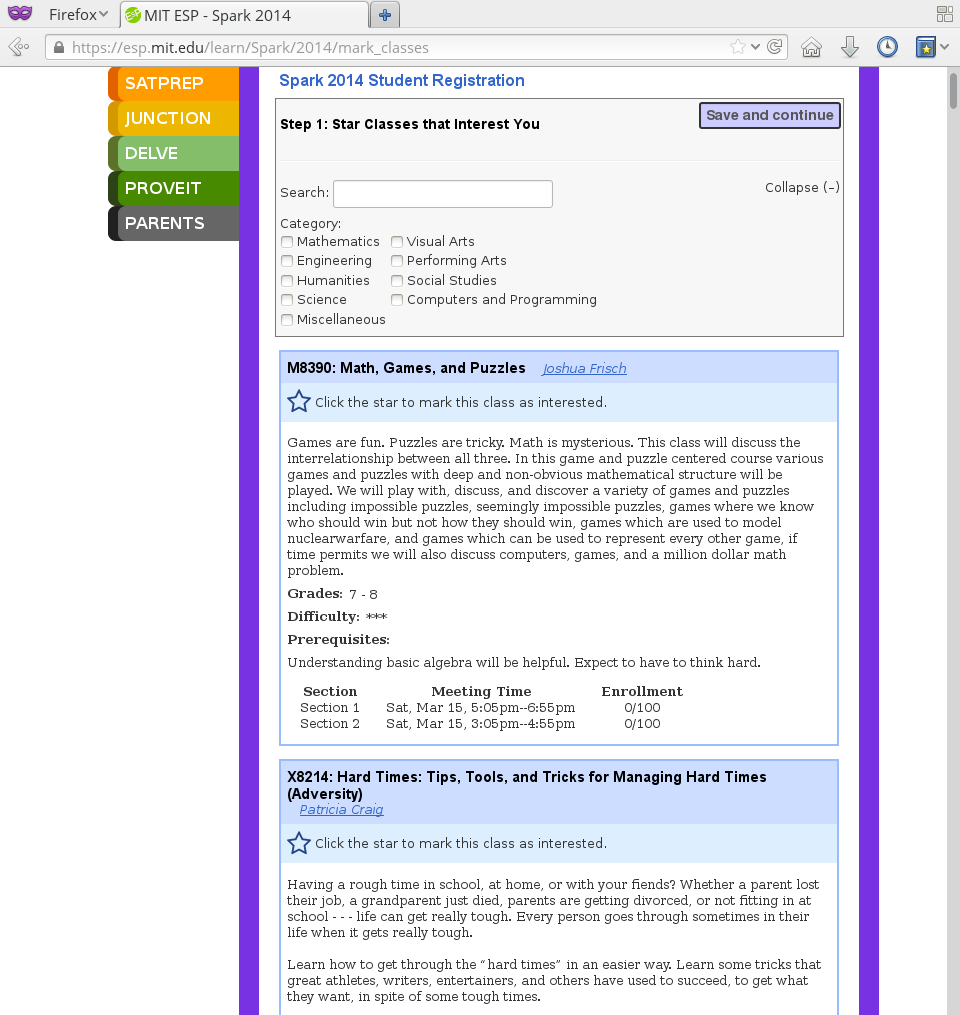 Firefox
MIT ESP - Spark 2014
https://esp.mit.edu/learn/Spark/2014/mark_classes
SATPREP
JUNCTION
DELVE
PROVEIT
PARENTS
Spark 2014 Student Registration
Step 1: Star Classes that Interest You
Save and continue
Search:
Collapse (–)
Category:
Mathematics Visual Arts
Engineering Performing Arts
Humanities Social Studies
Science Computers and Programming
Miscellaneous
M8390: Math, Games, and Puzzles Joshua Frisch
Click the star to mark this class as interested.
Games are fun. Puzzles are tricky. Math is mysterious. This class will discuss the
interrelationship between all three. In this game and puzzle centered course various
games and puzzles with deep and non-obvious mathematical structure will be
played. We will play with, discuss, and discover a variety of games and puzzles
including impossible puzzles, seemingly impossible puzzles, games where we know
who should win but not how they should win, games which are used to model
nuclearwarfare, and games which can be used to represent every other game, if
time permits we will also discuss computers, games, and a million dollar math
problem.
Grades: 7 - 8
Difficulty: ***
Prerequisites:
Understanding basic algebra will be helpful. Expect to have to think hard.
Section Meeting Time Enrollment
Section 1 Sat, Mar 15, 5:05pm--6:55pm 0/100
Section 2 Sat, Mar 15, 3:05pm--4:55pm 0/100
X8214: Hard Times: Tips, Tools, and Tricks for Managing Hard Times
(Adversity)
Patricia Craig
Click the star to mark this class as interested.
Having a rough time in school, at home, or with your fiends? Whether a parent lost
their job, a grandparent just died, parents are getting divorced, or not fitting in at
school - - - life can get really tough. Every person goes through sometimes in their
life when it gets really tough.
Learn how to get through the “hard times” in an easier way. Learn some tricks that
great athletes, writers, entertainers, and others have used to succeed, to get what
they want, in spite of some tough times.